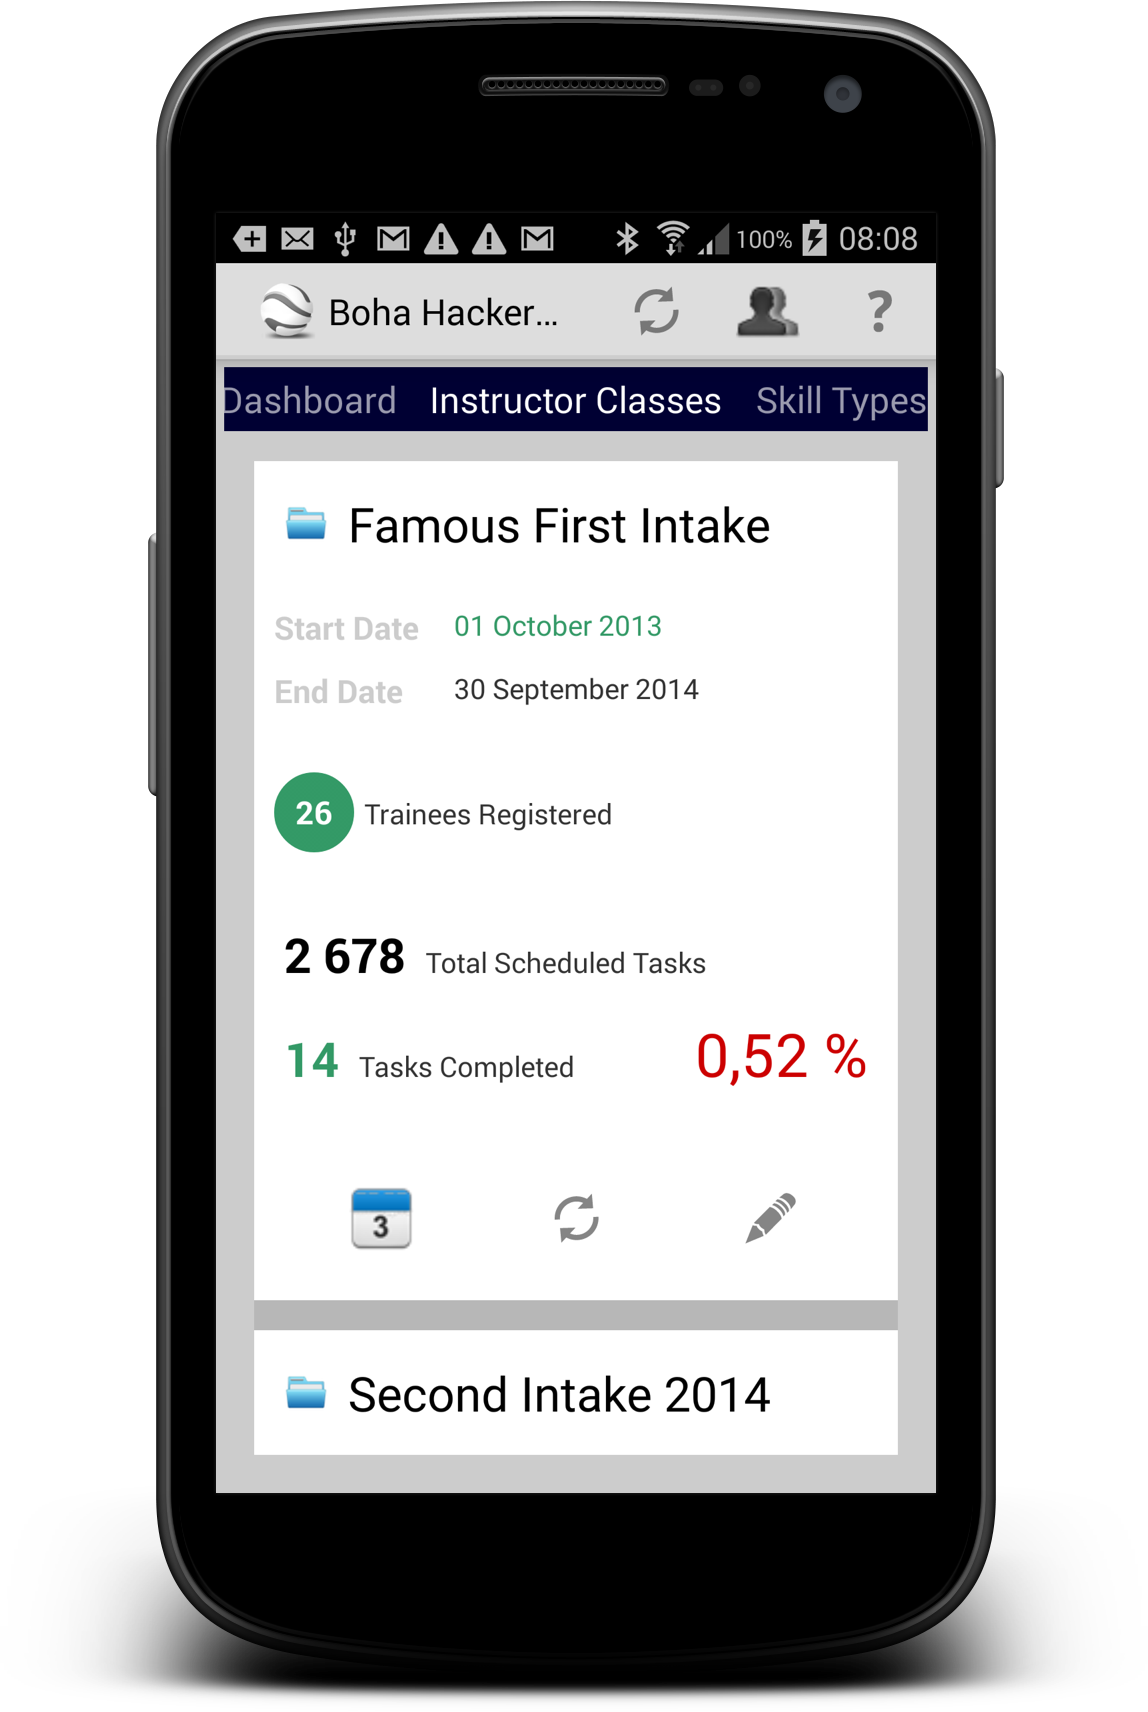 100% 08:08
Boha Hacker... ?
Dashboard Instructor Classes Skill Types
Famous First Intake
Start Date 01 October 2013
End Date 30 September 2014
26 Trainees Registered
2 678 Total Scheduled Tasks
14 Tasks Completed 0,52 %
3
Second Intake 2014